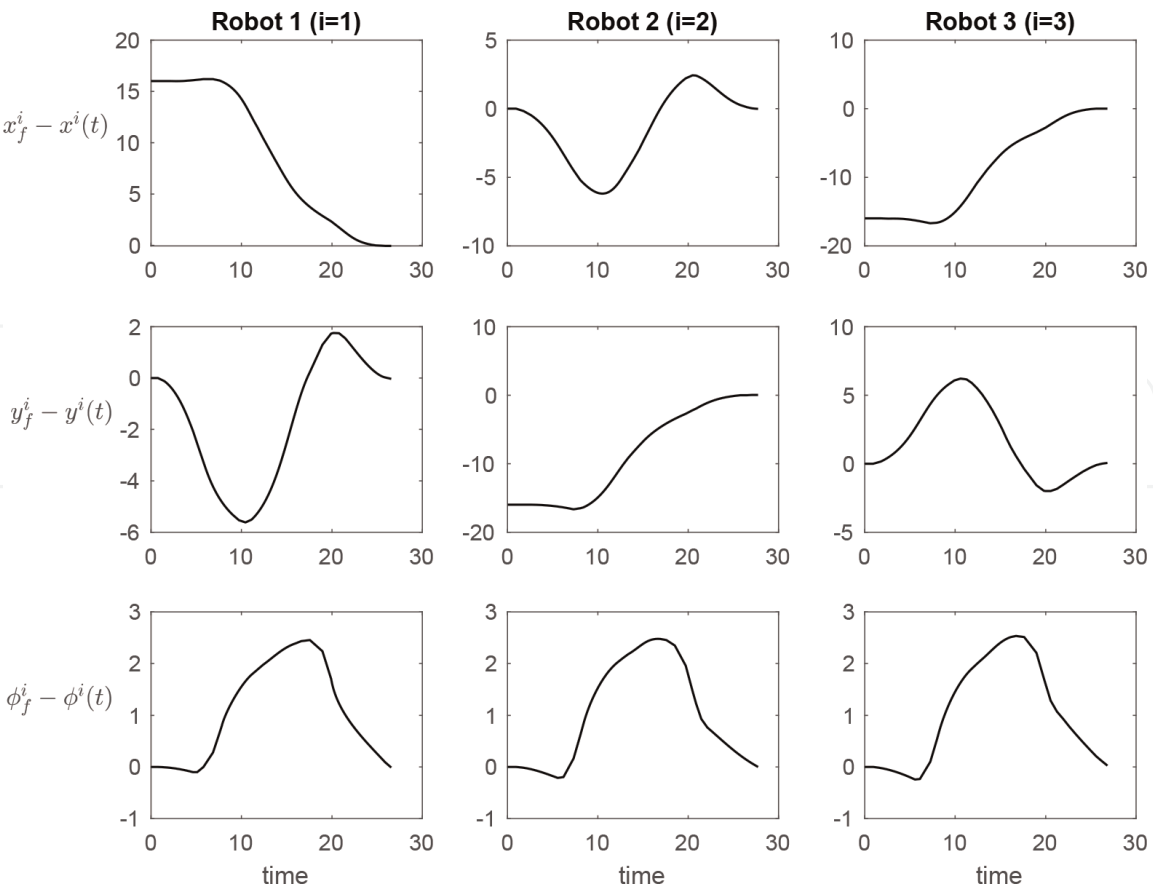 Robot 1 (i=1) Robot 2 (i=2) Robot 3 (i=3)
20 5 10
15 0 0
$x_f^i - x^i(t)$
10 -5 -10
5
0 -10 -20
0 10 20 30 0 10 20 30 0 10 20 30
2 10 10
0 0 5
$y_f^i - y^i(t)$
-2
-4 -10 0
-6 -20 -5
0 10 20 30 0 10 20 30 0 10 20 30
3 3 3
2 2 2
$\phi_f^i - \phi^i(t)$
1 1 1
0 0 0
-1 -1 -1
0 10 20 30 0 10 20 30 0 10 20 30
time time time